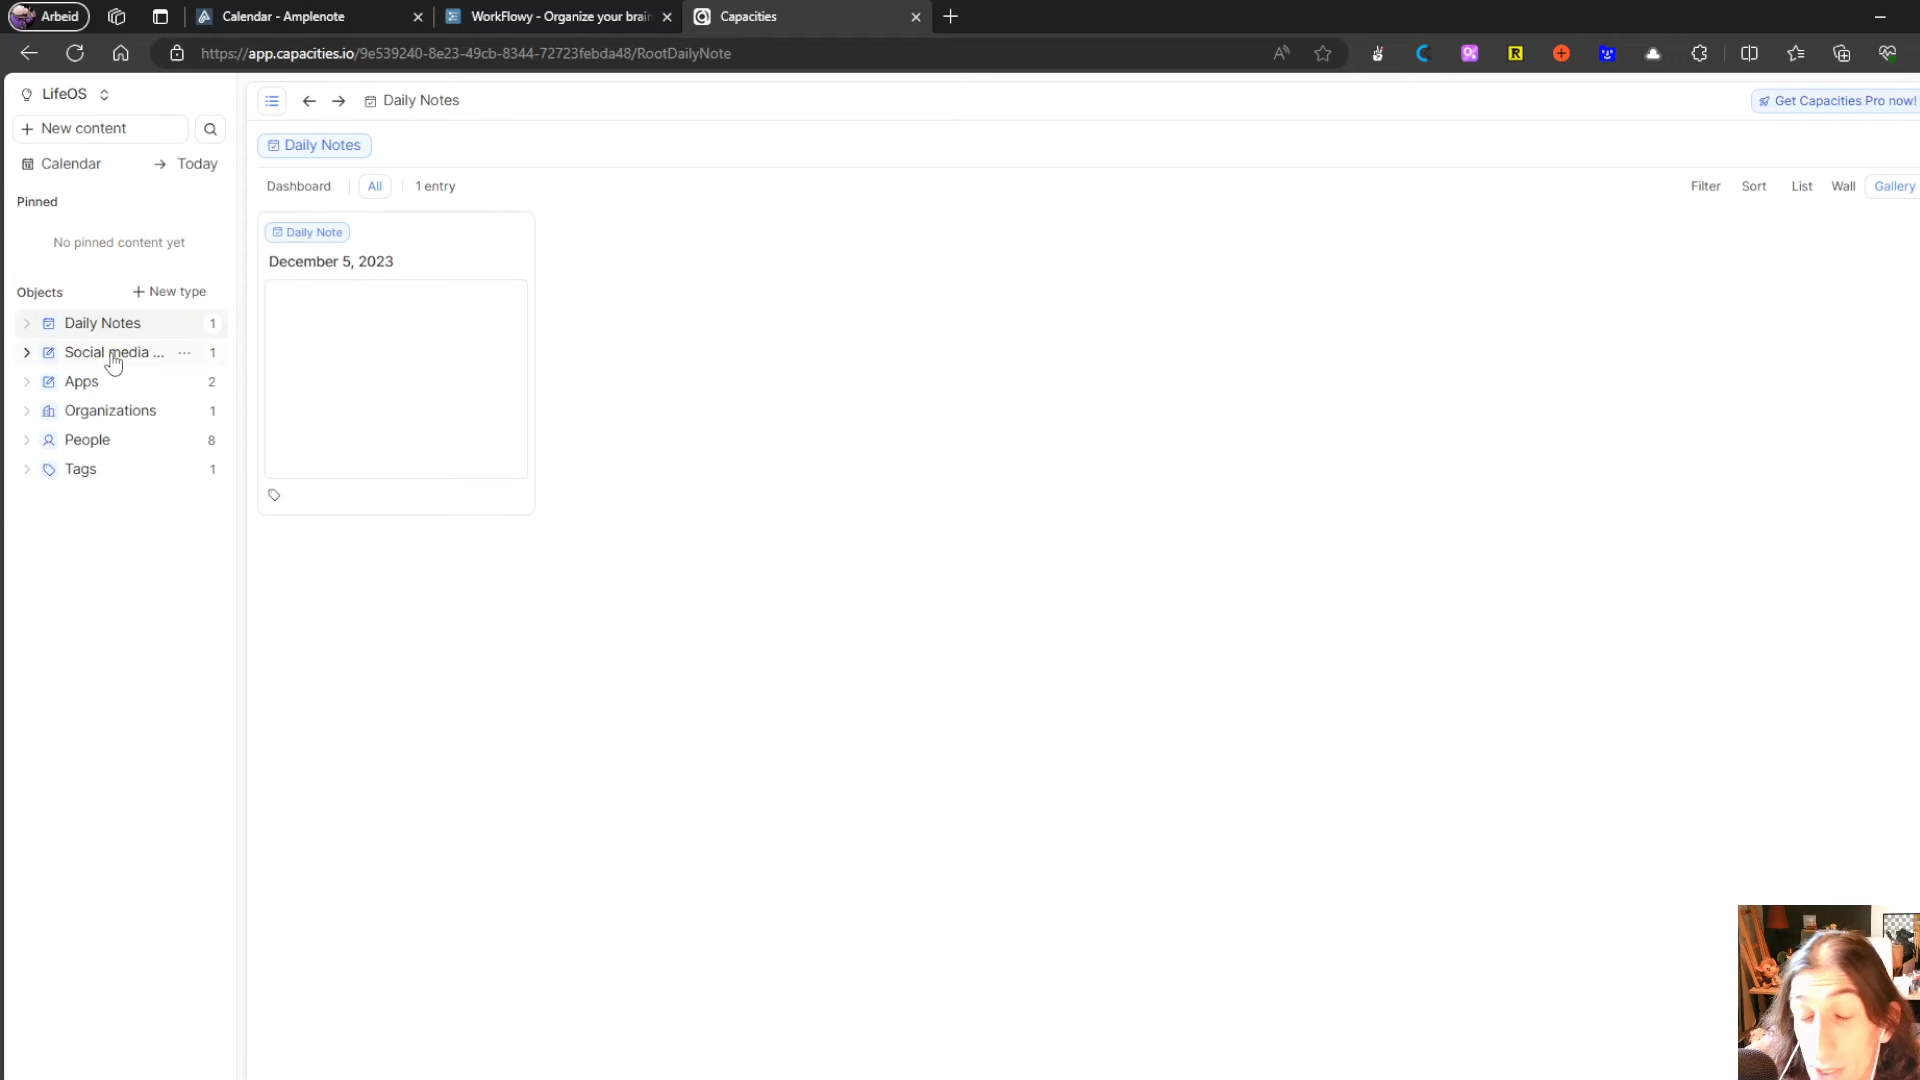 Arbeid
Calendar - Amplenote
WorkFlowy - Organize your brain
Capacities
https://app.capacities.io/9e539240-8e23-49cb-8344-72723febda48/RootDailyNote
LifeOS
Daily Notes
Get Capacities Pro now!
New content
Daily Notes
Calendar
Today
Dashboard
All
1 entry
Filter
Sort
List
Wall
Gallery
Pinned
No pinned content yet
Daily Note
December 5, 2023
Objects
New type
Daily Notes 1
Social media ... 1
Apps 2
Organizations 1
People 8
Tags 1